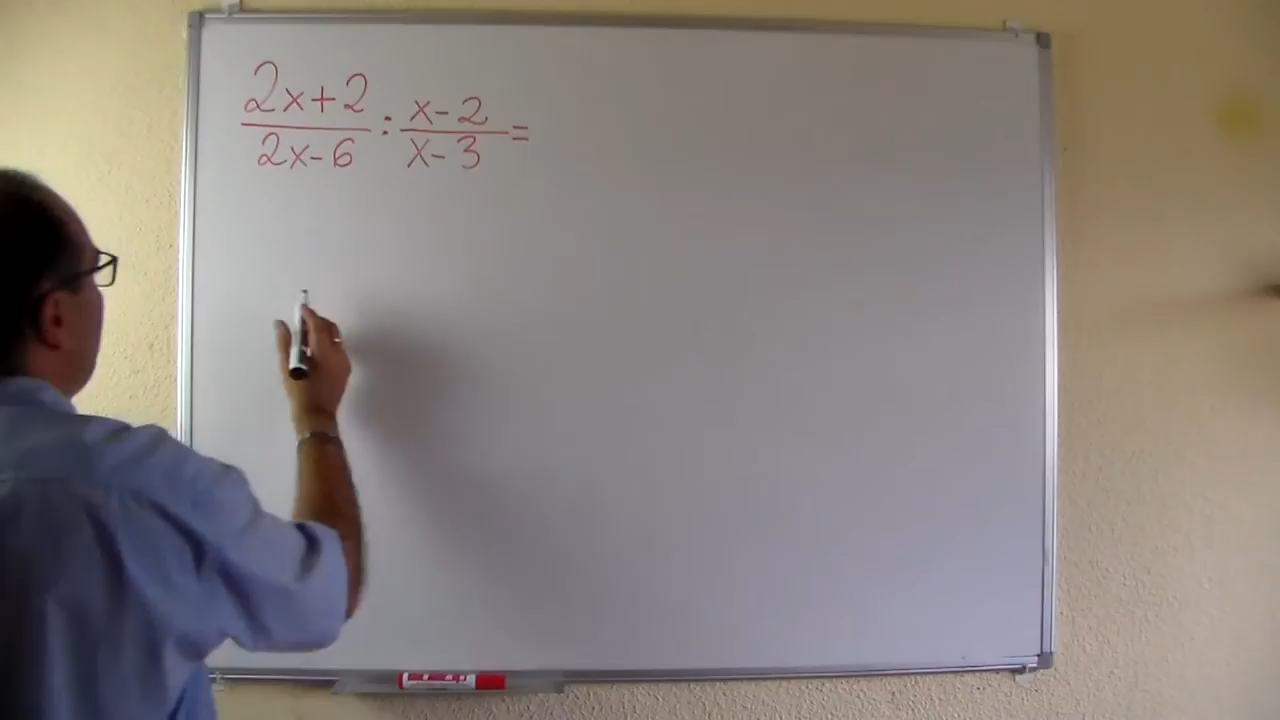 2x+2/2x-6 : x-2/x-3 =